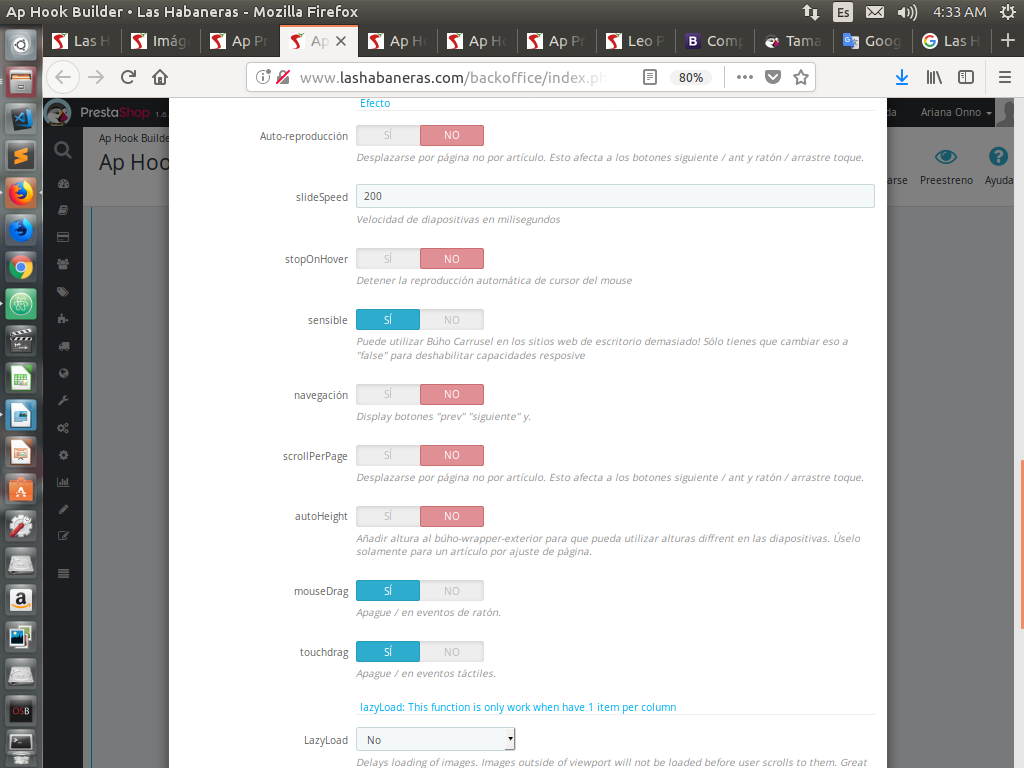 Ap Hook Builder • Las Habaneras - Mozilla Firefox
Es
4:33 AM
Las H
Imág
Ap Pr
Ap
Ap Ho
Ap Ho
Ap Pr
Leo P
B
Comp
Tama
Goog
Las H
www.lashabaneras.com/backoffice/index.ph
80%
PrestaShop 1.6.
da
Ariana Onno
Ap Hook Builde
Ap Hoo
arse
Preestreno
Ayuda
Efecto
Auto-reproducción
SÍ
NO
Desplazarse por página no por artículo. Esto afecta a los botones siguiente / ant y ratón / arrastre toque.
slideSpeed
200
Velocidad de diapositivas en milisegundos
stopOnHover
SÍ
NO
Detener la reproducción automática de cursor del mouse
sensible
SÍ
NO
Puede utilizar Búho Carrusel en los sitios web de escritorio demasiado! Sólo tienes que cambiar eso a
"false" para deshabilitar capacidades resposive
navegación
SÍ
NO
Display botones "prev" "siguiente" y.
scrollPerPage
SÍ
NO
Desplazarse por página no por artículo. Esto afecta a los botones siguiente / ant y ratón / arrastre toque.
autoHeight
SÍ
NO
Añadir altura al búho-wrapper-exterior para que pueda utilizar alturas diffrent en las diapositivas. Úselo
solamente para un artículo por ajuste de página.
mouseDrag
SÍ
NO
Apague / en eventos de ratón.
touchdrag
SÍ
NO
Apague / en eventos táctiles.
lazyLoad: This function is only work when have 1 item per column
LazyLoad
No
Delays loading of images. Images outside of viewport will not be loaded before user scrolls to them. Great